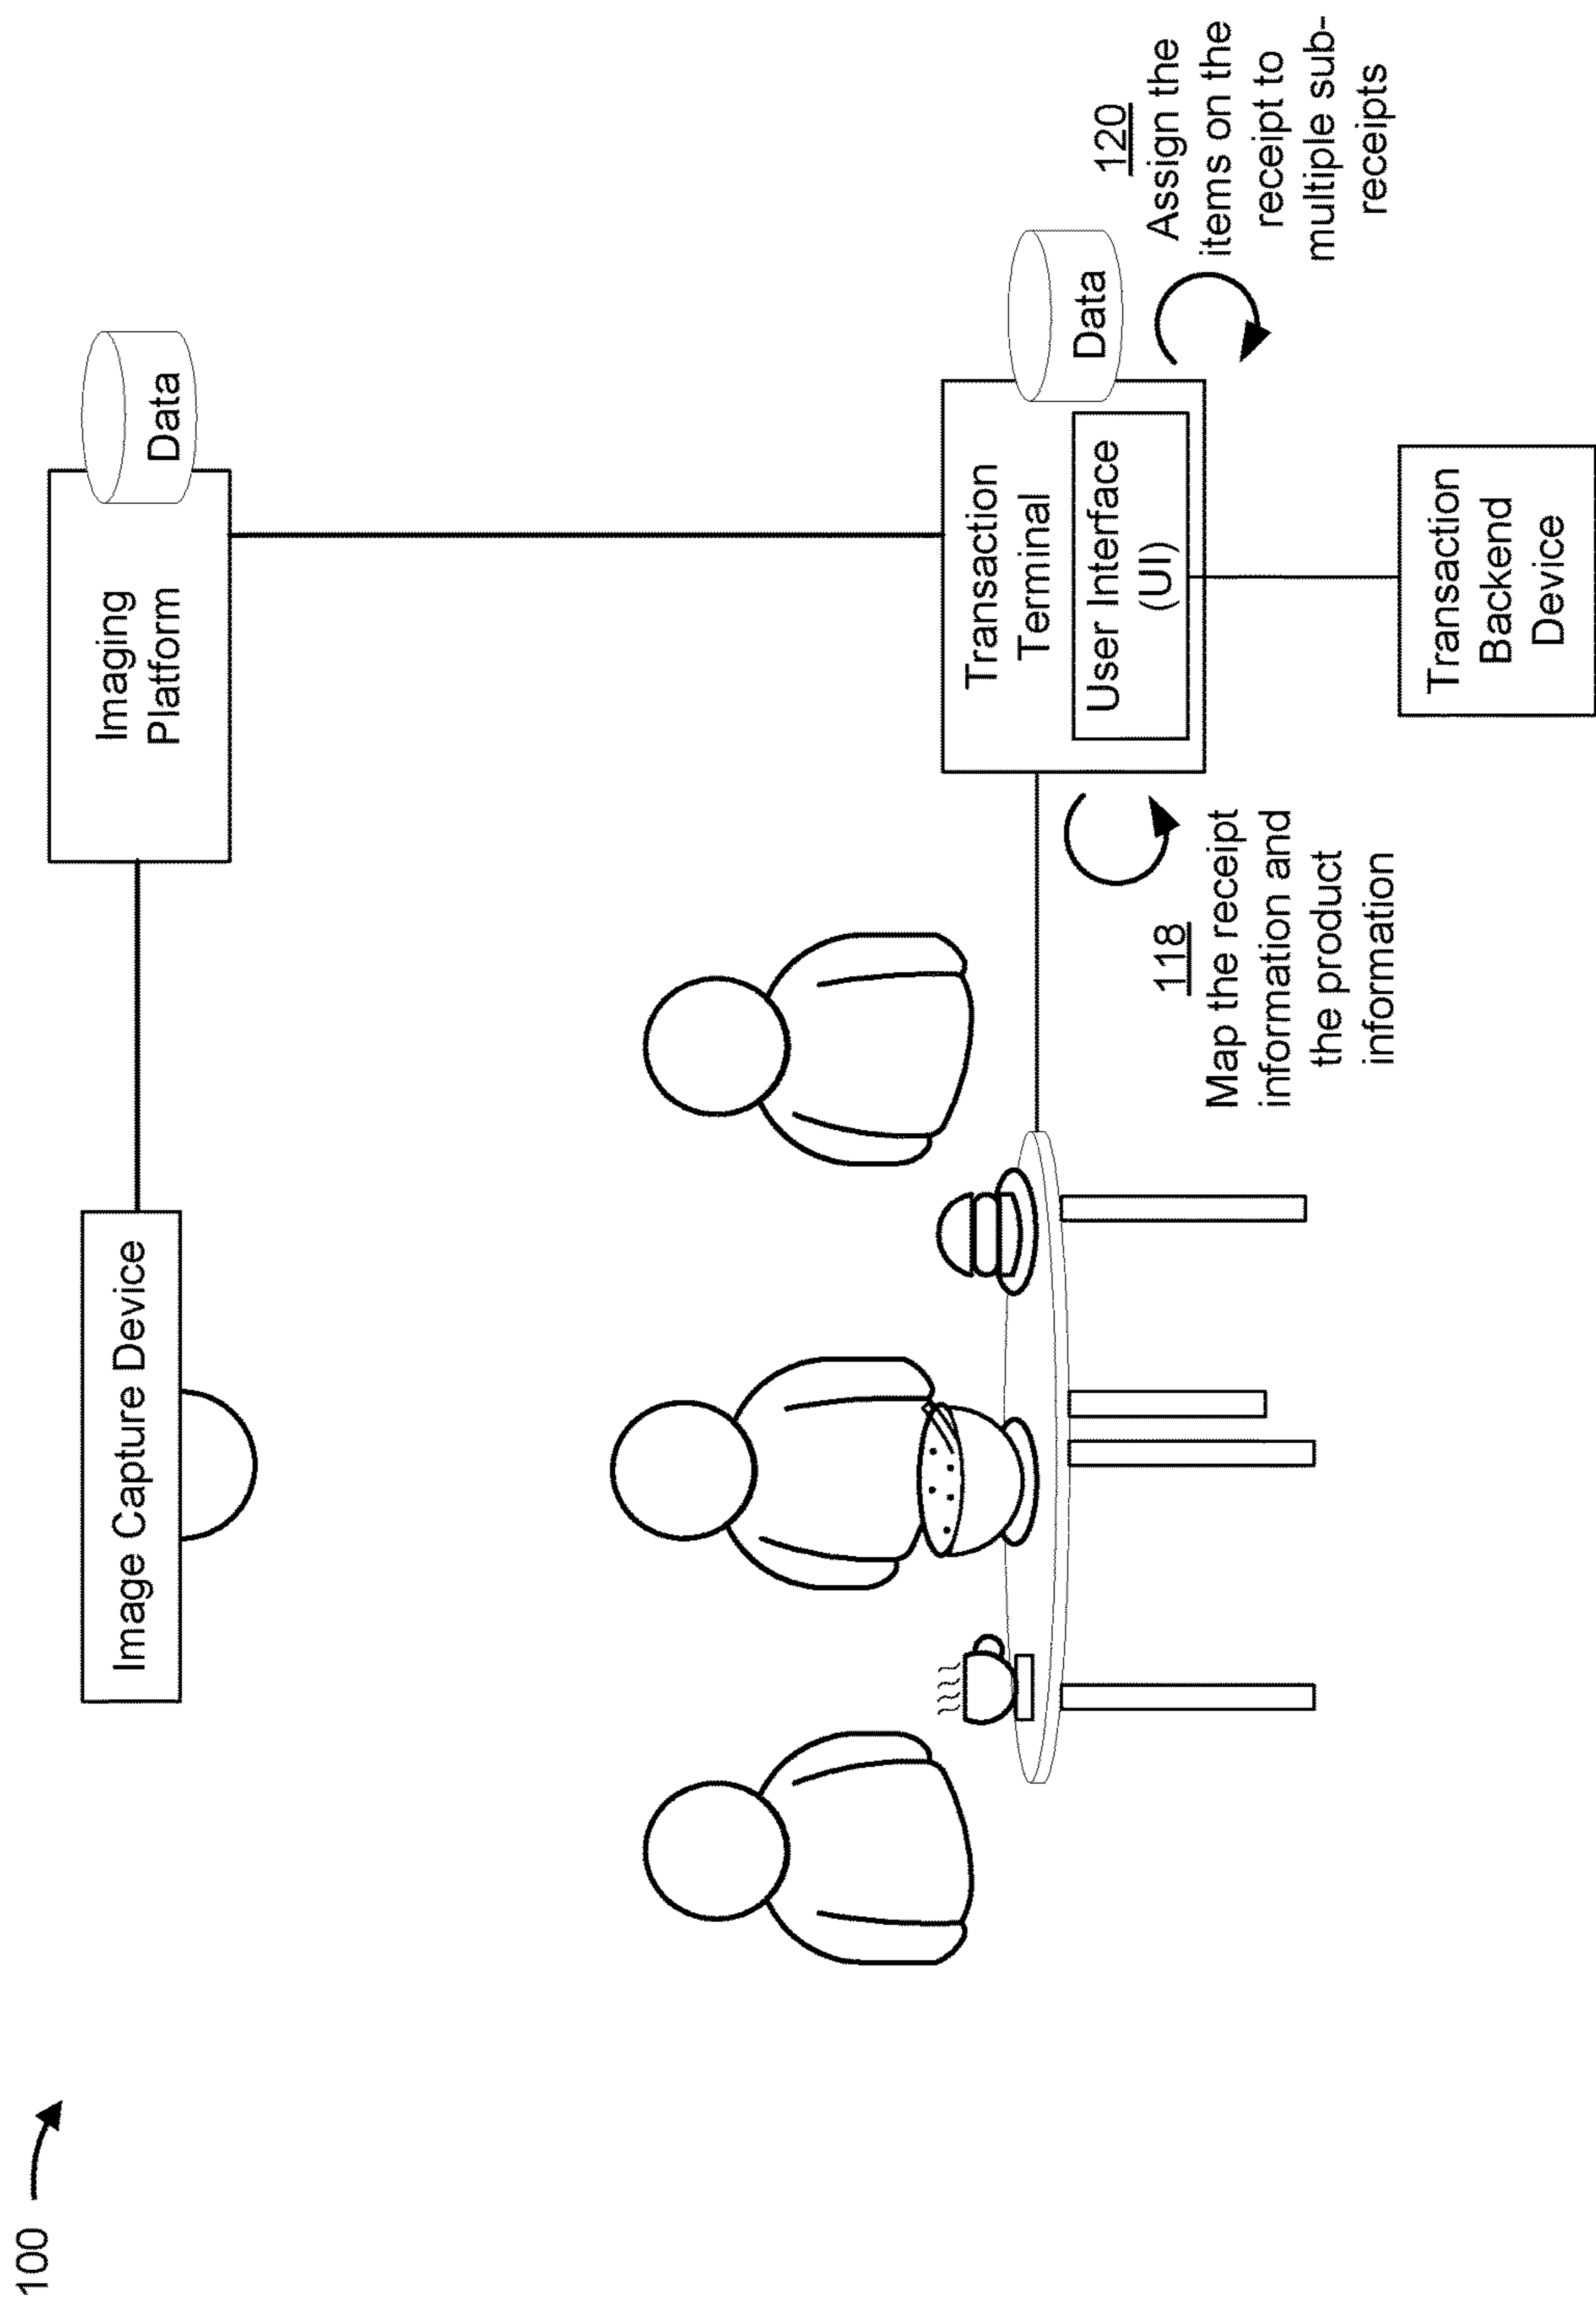 100
Image Capture Device
Imaging
Platform
Data
Transaction
Terminal
User Interface
(UI)
Data
118
Map the receipt
information and
the product
information
120
Assign the
items on the
receipt to
multiple sub-
receipts
Transaction
Backend
Device